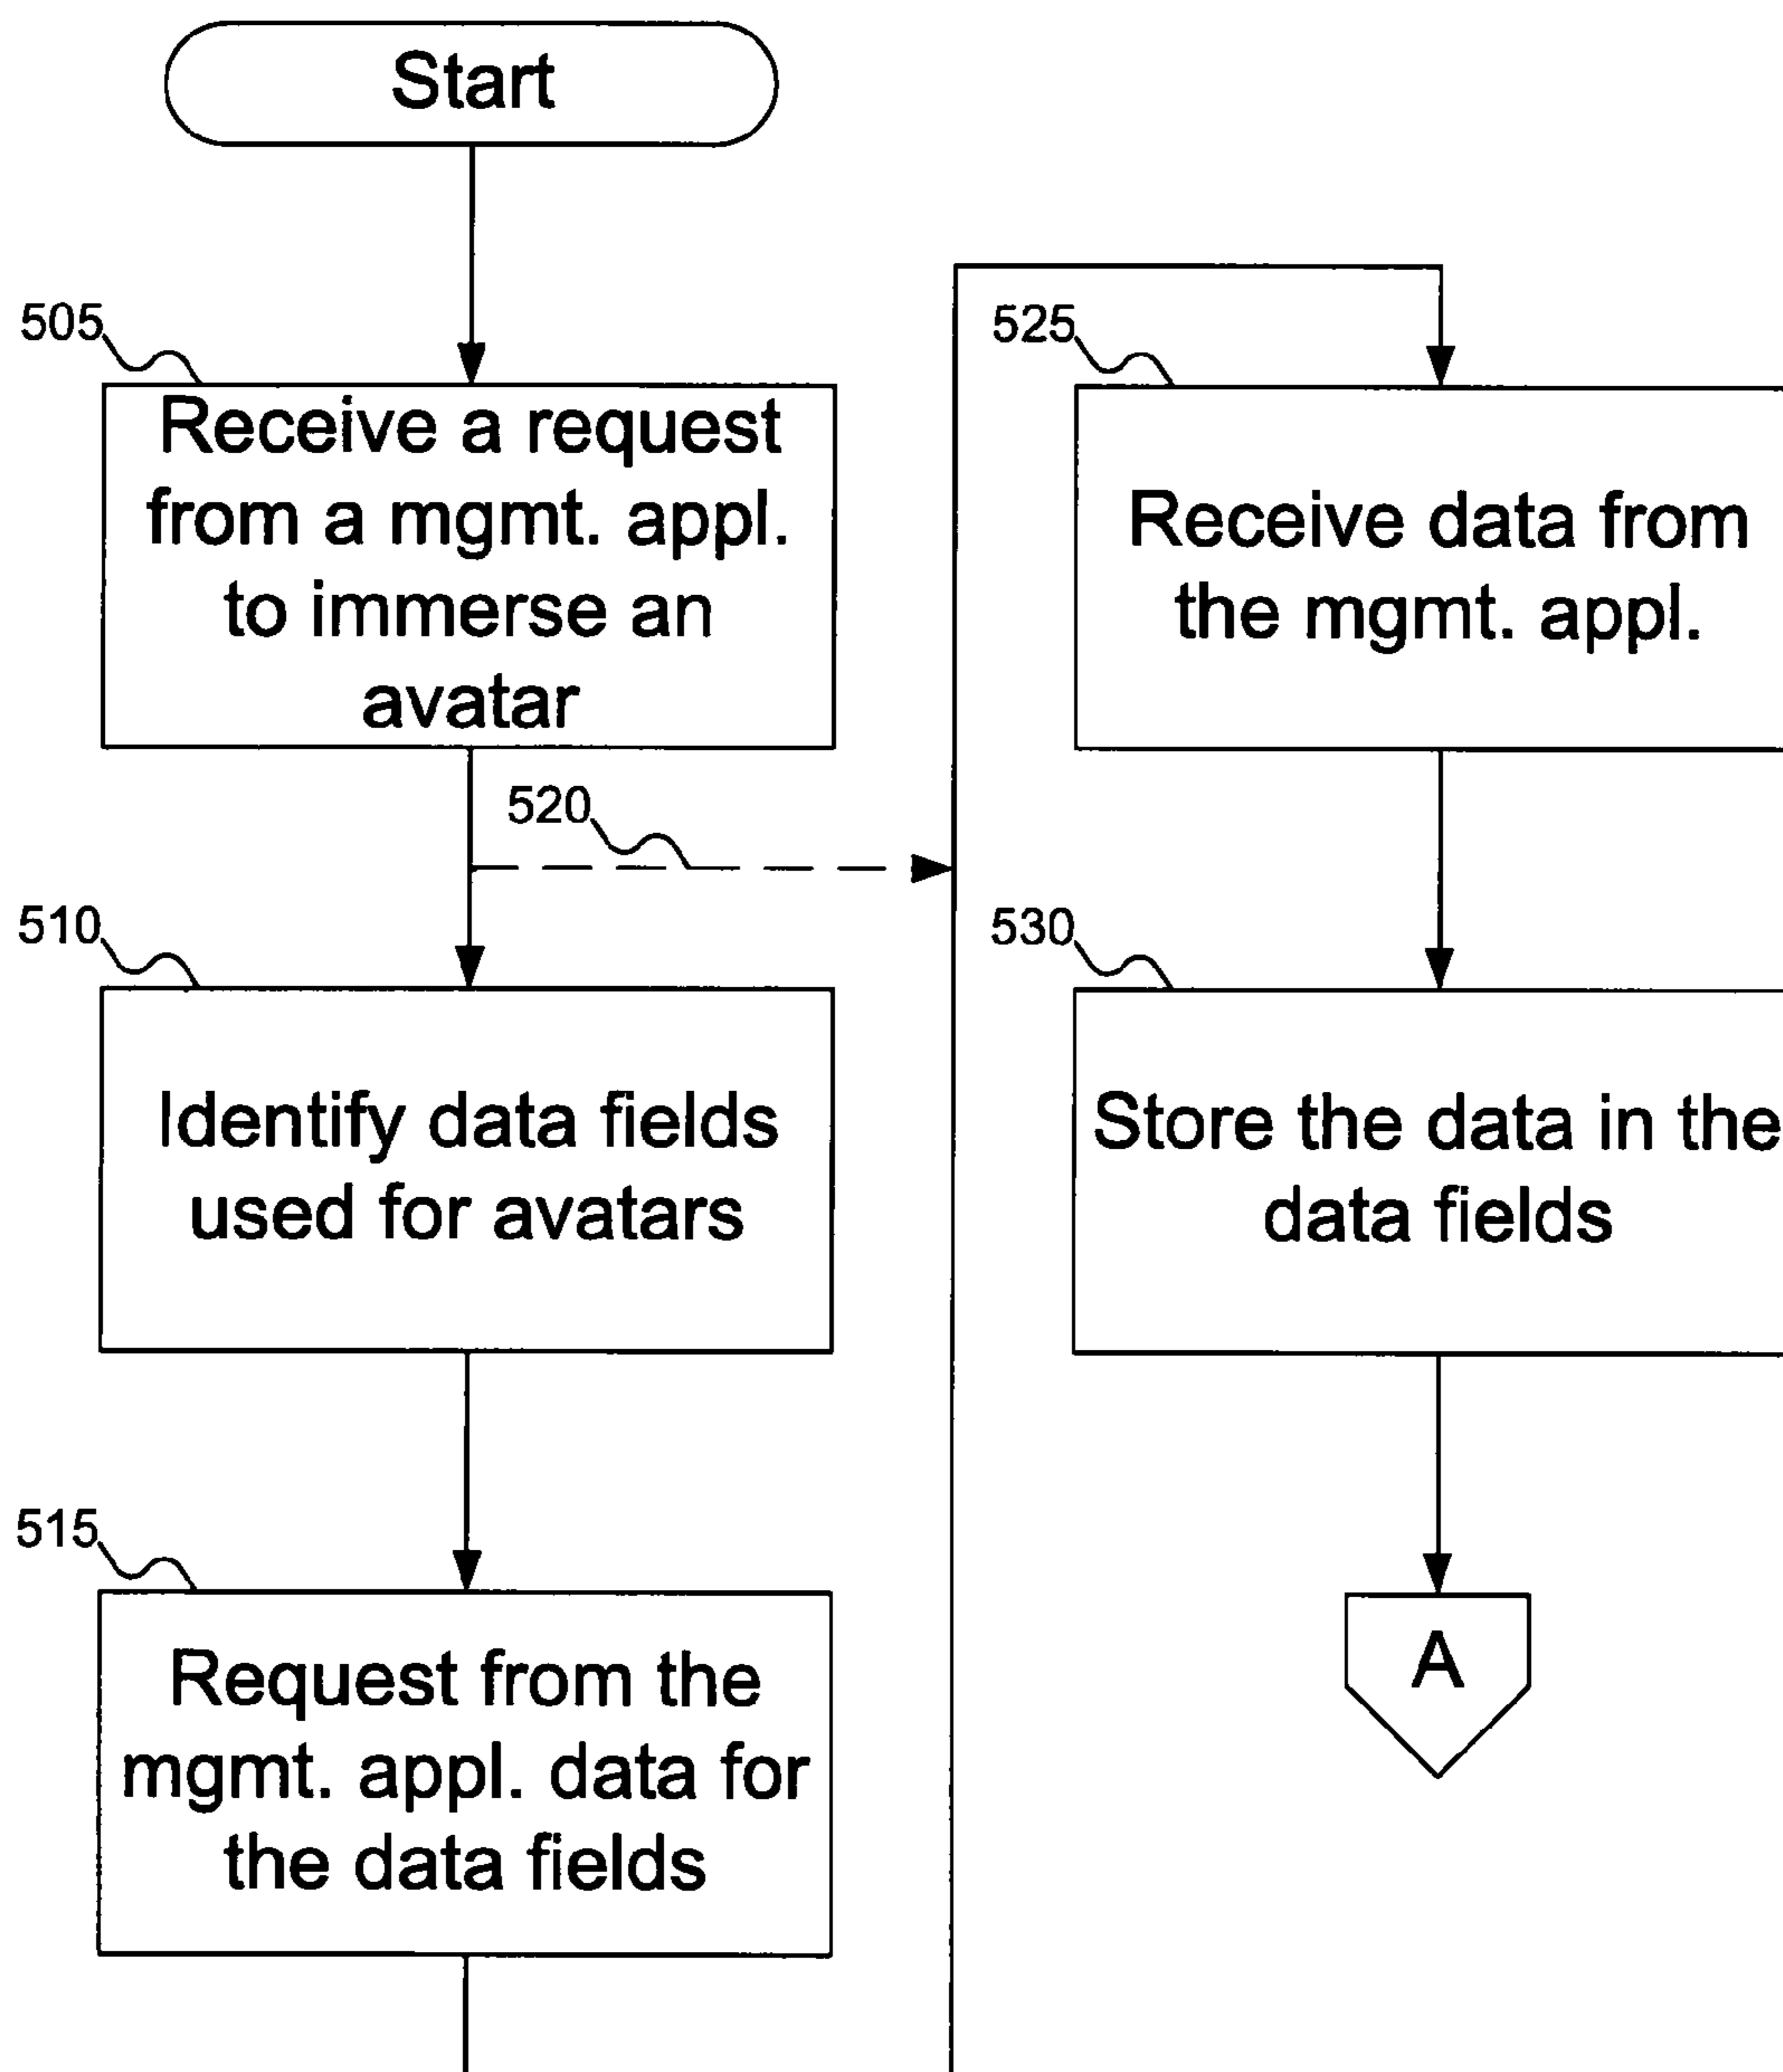 Start
505
Receive a request
from a mgmt. appl.
to immerse an
avatar
520
510
Identify data fields
used for avatars
515
Request from the
mgmt. appl. data for
the data fields
525
Receive data from
the mgmt. appl.
530
Store the data in the
data fields
A